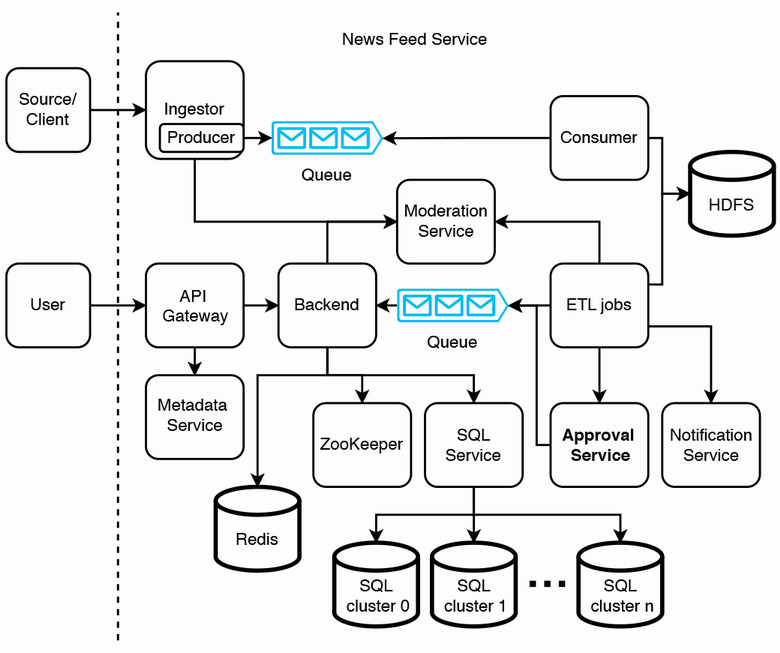 News Feed Service
Source/
Client
Ingestor
Producer
Queue
Consumer
HDFS
Moderation
Service
User
API
Gateway
Backend
Queue
ETL jobs
Metadata
Service
ZooKeeper
SQL
Service
Approval
Service
Notification
Service
Redis
SQL
cluster 0
SQL
cluster 1
SQL
cluster n